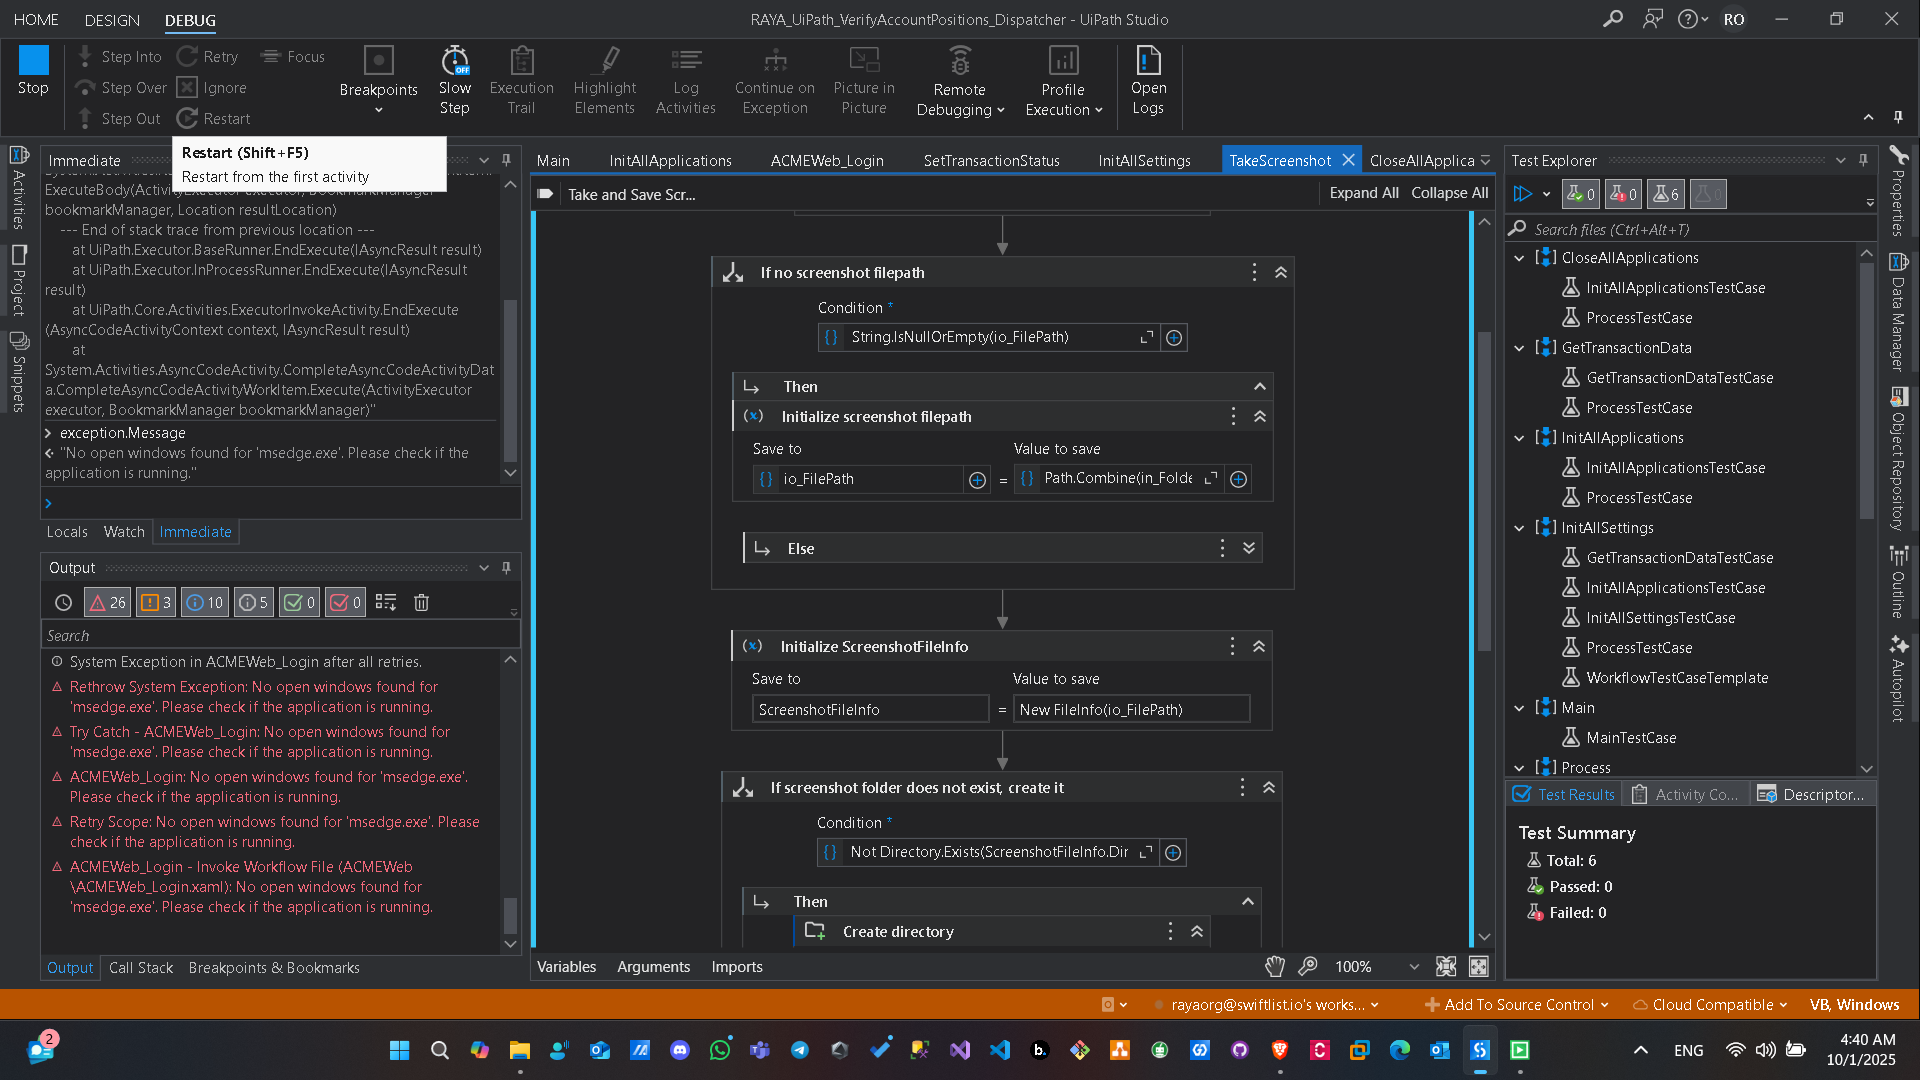 HOME
DESIGN
DEBUG
RAYA_UiPath_VerifyAccountPositions_Dispatcher - UiPath Studio
RO
Stop
Step Into
Step Over
Step Out
Retry
Ignore
Restart
Focus
Breakpoints
Slow
Step
OFF
Execution
Trail
Highlight
Elements
Log
Activities
Continue on
Exception
Picture in
Picture
Remote
Debugging
Profile
Execution
Open
Logs
Restart (Shift+F5)
Restart from the first activity
Activities
Project
Snippets
Immediate
ExecuteBody(ActivityExecutor executor, BookmarkManager
bookmarkManager, Location resultLocation)
--- End of stack trace from previous location ---
at UiPath.Executor.BaseRunner.EndExecute(IAsyncResult result)
at UiPath.Executor.InProcessRunner.EndExecute(IAsyncResult
result)
at UiPath.Core.Activities.ExecutorInvokeActivity.EndExecute
(AsyncCodeActivityContext context, IAsyncResult result)
at
System.Activities.AsyncCodeActivity.CompleteAsyncCodeActivityDat
a.CompleteAsyncCodeActivityWorkItem.Execute(ActivityExecutor
executor, BookmarkManager bookmarkManager)"
exception.Message
"No open windows found for 'msedge.exe'. Please check if the
application is running."
Locals
Watch
Immediate
Output
26
3
10
5
0
0
Search
System Exception in ACMEWeb_Login after all retries.
Rethrow System Exception: No open windows found for
'msedge.exe'. Please check if the application is running.
Try Catch - ACMEWeb_Login: No open windows found for
'msedge.exe'. Please check if the application is running.
ACMEWeb_Login: No open windows found for 'msedge.exe'.
Please check if the application is running.
Retry Scope: No open windows found for 'msedge.exe'. Please
check if the application is running.
ACMEWeb_Login - Invoke Workflow File (ACMEWeb
\ACMEWeb_Login.xaml): No open windows found for
'msedge.exe'. Please check if the application is running.
Output
Call Stack
Breakpoints & Bookmarks
Main
InitAllApplications
ACMEWeb_Login
SetTransactionStatus
InitAllSettings
TakeScreenshot
CloseAllApplica
Take and Save Scr...
Expand All
Collapse All
If no screenshot filepath
Condition *
String.IsNullOrEmpty(io_FilePath)
Then
Initialize screenshot filepath
Save to
Value to save
io_FilePath
=
Path.Combine(in_Folde
Else
Initialize ScreenshotFileInfo
Save to
Value to save
ScreenshotFileInfo
=
New FileInfo(io_FilePath)
If screenshot folder does not exist, create it
Condition *
Not Directory.Exists(ScreenshotFileInfo.Dir
Then
Create directory
Variables
Arguments
Imports
100%
Test Explorer
0
0
6
0
Search files (Ctrl+Alt+T)
CloseAllApplications
InitAllApplicationsTestCase
ProcessTestCase
GetTransactionData
GetTransactionDataTestCase
ProcessTestCase
InitAllApplications
InitAllApplicationsTestCase
ProcessTestCase
InitAllSettings
GetTransactionDataTestCase
InitAllApplicationsTestCase
InitAllSettingsTestCase
ProcessTestCase
WorkflowTestCaseTemplate
Main
MainTestCase
Process
Test Results
Activity Co...
Descriptor...
Test Summary
Total: 6
Passed: 0
Failed: 0
Properties
Data Manager
Object Repository
Outline
Autopilot
rayaorg@swiftlist.io's works...
Add To Source Control
Cloud Compatible
VB, Windows
2
ENG
4:40 AM
10/1/2025